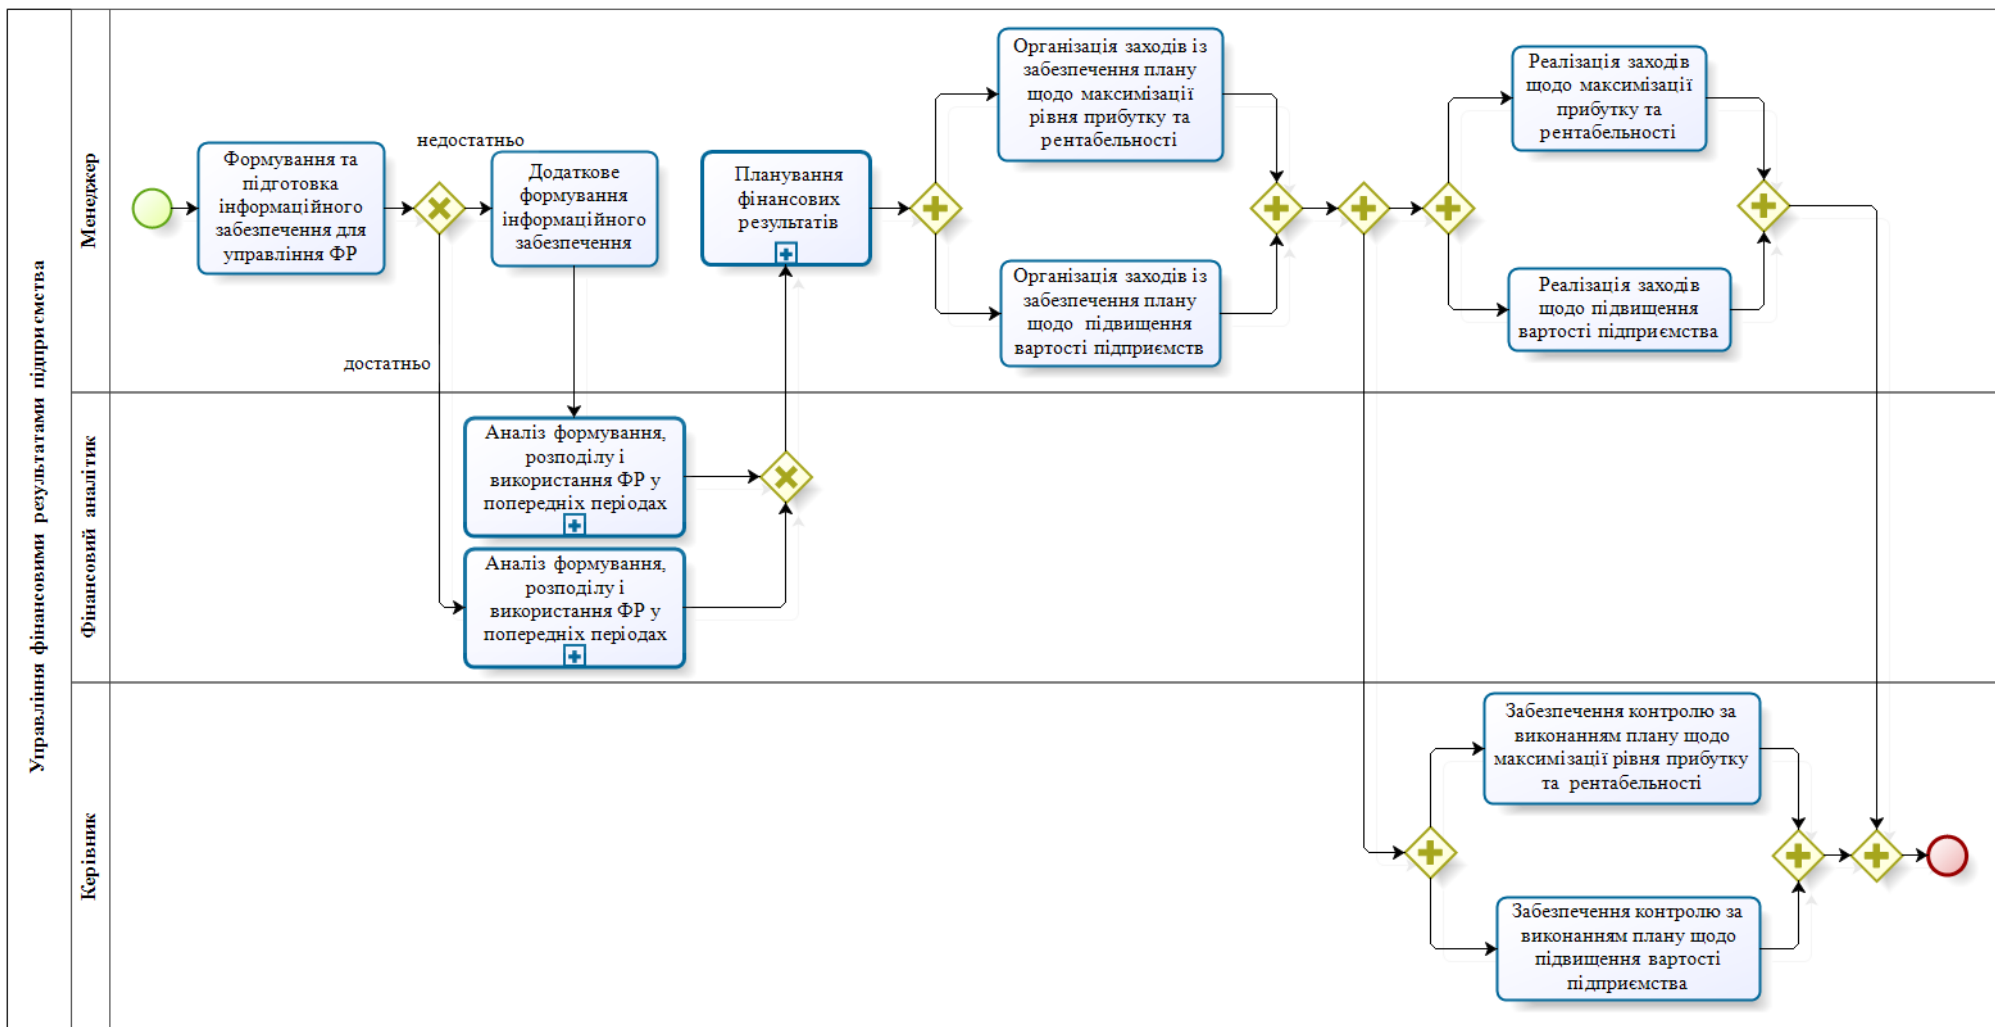 Управління фінансовими результатами підприємства
Менеджер
Формування та
підготовка
інформаційного
забезпечення для
управління ФР
недостатньо
достатньо
Додаткове
формування
інформаційного
забезпечення
Планування
фінансових
результатів
Організація заходів із
забезпечення плану
щодо максимізації
рівня прибутку та
рентабельності
Організація заходів із
забезпечення плану
щодо підвищення
вартості підприємств
Реалізація заходів
щодо максимізації
прибутку та
рентабельності
Реалізація заходів
щодо підвищення
вартості підприємства
Фінансовий аналітик
Аналіз формування,
розподілу і
використання ФР у
попередніх періодах
Аналіз формування,
розподілу і
використання ФР у
попередніх періодах
Керівник
Забезпечення контролю за
виконанням плану щодо
максимізації рівня прибутку
та рентабельності
Забезпечення контролю за
виконанням плану щодо
підвищення вартості
підприємства